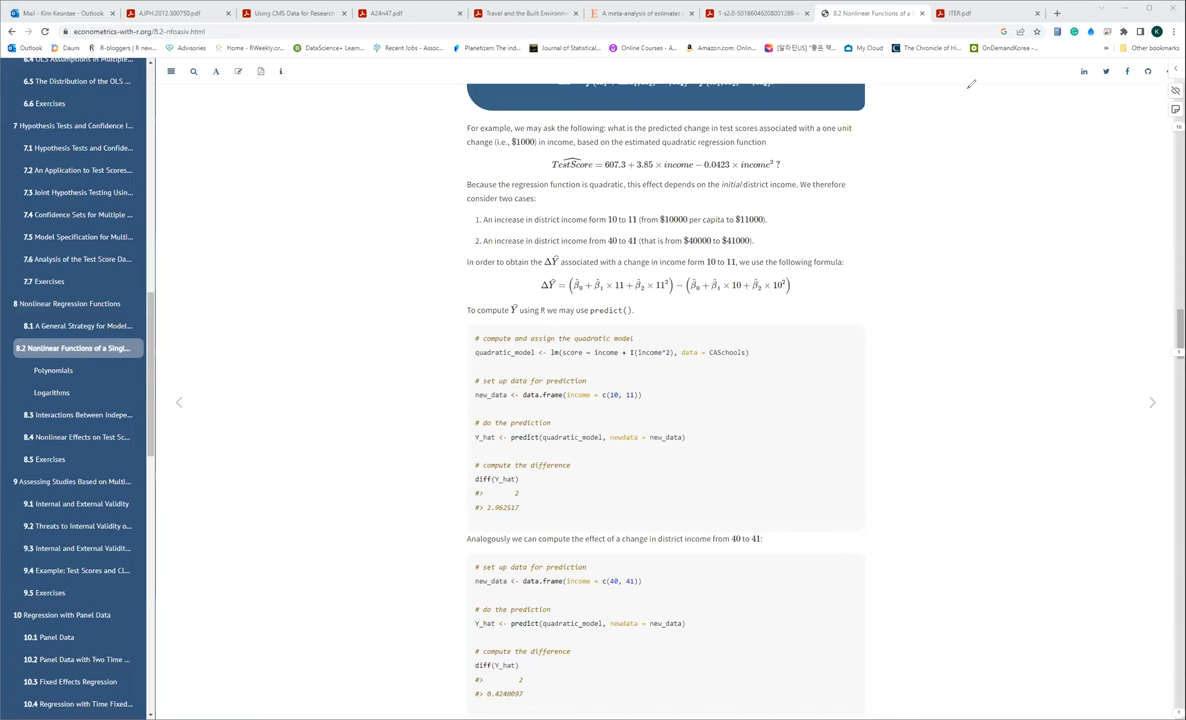 Mail - Kim Keuntae - Outlook
AJPH.2012.300750.pdf
Using CMS Data for Research
A24n47.pdf
Travel and the Built Environm
A meta-analysis of estimates
1-s2.0-S0166046208001269-
8.2 Nonlinear Functions of a S
ITER.pdf
econometrics-with-r.org/8.2-nfoasiv.html
Outlook
Daum
R-bloggers | R new...
Advisories
Home - RWeekly.or...
DataScience+ Learn...
Recent Jobs - Assoc...
Planetizen: The ind...
Journal of Statistical...
Online Courses - A...
Amazon.com: Onlin...
[알라딘US] "좋은 책...
My Cloud
The Chronicle of Hi...
OnDemandKorea -...
Other bookmarks
6.4 OLS Assumptions in Multiple...
6.5 The Distribution of the OLS ...
6.6 Exercises
7 Hypothesis Tests and Confidence I...
7.1 Hypothesis Tests and Confide...
7.2 An Application to Test Scores...
7.3 Joint Hypothesis Testing Usin...
7.4 Confidence Sets for Multiple ...
7.5 Model Specification for Multi...
7.6 Analysis of the Test Score Da...
7.7 Exercises
8 Nonlinear Regression Functions
8.1 A General Strategy for Model...
8.2 Nonlinear Functions of a Singl...
Polynomials
Logarithms
8.3 Interactions Between Indepe...
8.4 Nonlinear Effects on Test Sc...
8.5 Exercises
9 Assessing Studies Based on Multi...
9.1 Internal and External Validity
9.2 Threats to Internal Validity o...
9.3 Internal and External Validit...
9.4 Example: Test Scores and Cl...
9.5 Exercises
10 Regression with Panel Data
10.1 Panel Data
10.2 Panel Data with Two Time ...
10.3 Fixed Effects Regression
10.4 Regression with Time Fixed...
For example, we may ask the following: what is the predicted change in test scores associated with a one unit
change (i.e., $1000) in income, based on the estimated quadratic regression function
TestScore^ = 607.3 + 3.85 × income − 0.0423 × income² ?
Because the regression function is quadratic, this effect depends on the initial district income. We therefore
consider two cases:
1. An increase in district income form 10 to 11 (from $10000 per capita to $11000).
2. An increase in district income from 40 to 41 (that is from $40000 to $41000).
In order to obtain the ΔŶ associated with a change in income form 10 to 11, we use the following formula:
ΔŶ = (β̂₀ + β̂₁ × 11 + β̂₂ × 11²) − (β̂₀ + β̂₁ × 10 + β̂₂ × 10²)
To compute Ŷ using R we may use predict().
# compute and assign the quadratic model
quadratic_model <- lm(score ~ income + I(income^2), data = CASchools)
# set up data for prediction
new_data <- data.frame(income = c(10, 11))
# do the prediction
Y_hat <- predict(quadratic_model, newdata = new_data)
# compute the difference
diff(Y_hat)
#> 2
#> 2.962517
Analogously we can compute the effect of a change in district income from 40 to 41:
# set up data for prediction
new_data <- data.frame(income = c(40, 41))
# do the prediction
Y_hat <- predict(quadratic_model, newdata = new_data)
# compute the difference
diff(Y_hat)
#> 2
#> 0.4240097